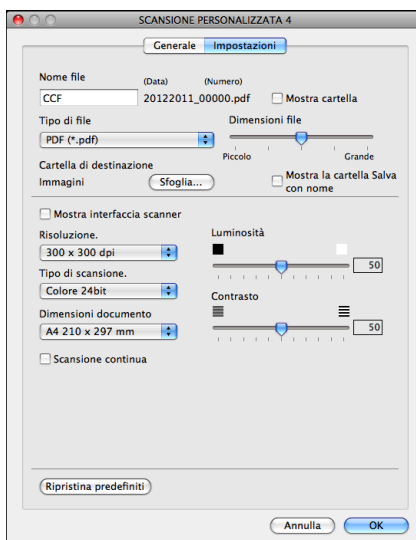 SCANSIONE PERSONALIZZATA 4
Generale Impostazioni
Nome file (Data) (Numero)
CCF 20122011_00000.pdf Mostra cartella
Tipo di file Dimensioni file
PDF (*.pdf)
Piccolo Grande
Cartella di destinazione
Immagini Sfoglia... Mostra la cartella Salva
con nome
Mostra interfaccia scanner
Risoluzione. Luminosità
300 x 300 dpi
50
Tipo di scansione.
Colore 24bit
Contrasto
Dimensioni documento
A4 210 x 297 mm 50
Scansione continua
Ripristina predefiniti
Annulla OK